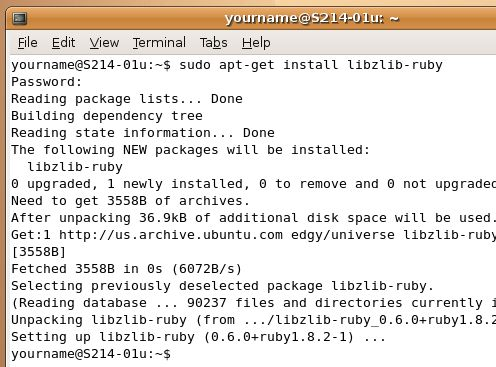 yourname@S214-01u: ~
File Edit View Terminal Tabs Help
yourname@S214-01u:~$ sudo apt-get install libzlib-ruby
Password:
Reading package lists... Done
Building dependency tree
Reading state information... Done
The following NEW packages will be installed:
libzlib-ruby
0 upgraded, 1 newly installed, 0 to remove and 0 not upgraded
Need to get 3558B of archives.
After unpacking 36.9kB of additional disk space will be used.
Get:1 http://us.archive.ubuntu.com edgy/universe libzlib-ruby
[3558B]
Fetched 3558B in 0s (6072B/s)
Selecting previously deselected package libzlib-ruby.
(Reading database ... 90237 files and directories currently i
Unpacking libzlib-ruby (from .../libzlib-ruby_0.6.0+ruby1.8.2
Setting up libzlib-ruby (0.6.0+ruby1.8.2-1) ...
yourname@S214-01u:~$